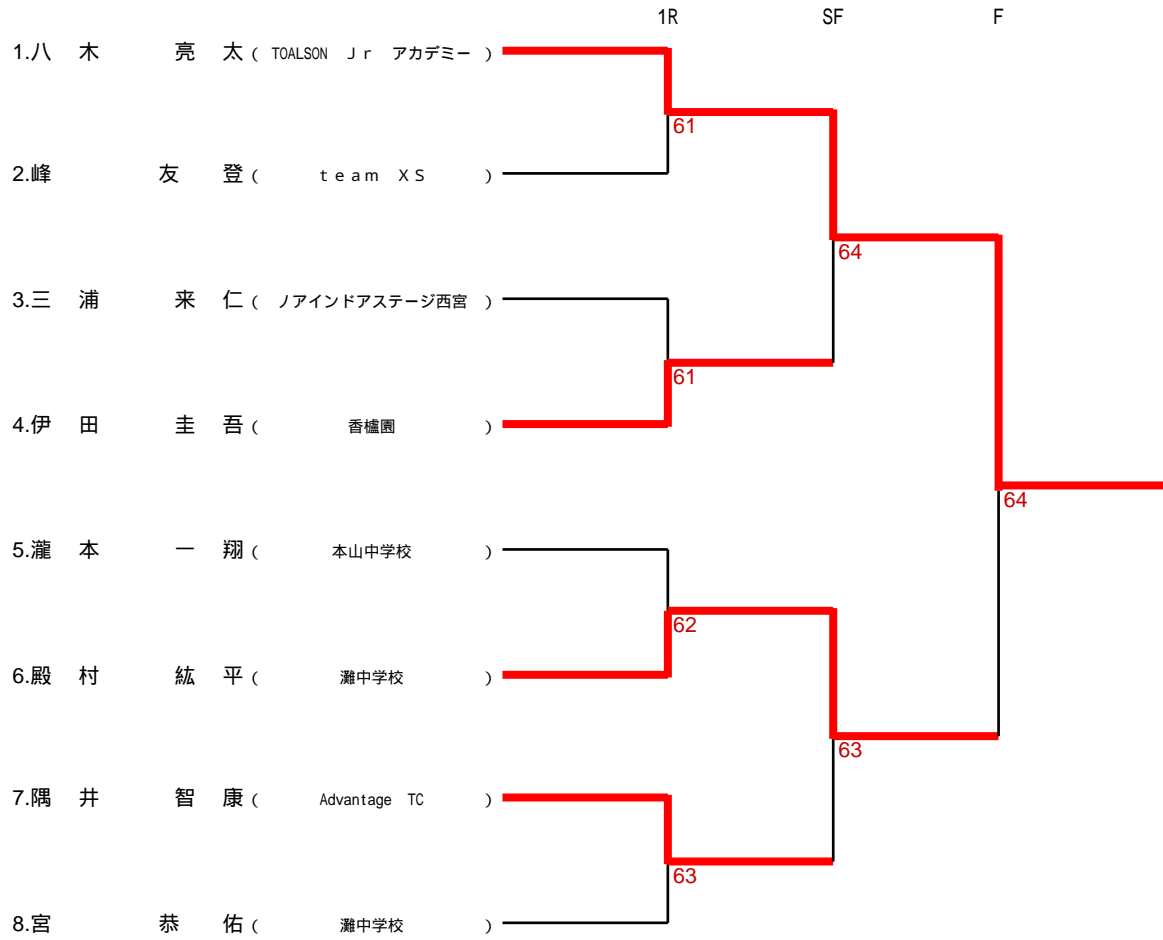 1R SF F
1.八 木 亮 太 ( TOALSON Jr アカデミー )
61
2.峰 友 登 ( team XS )
64
3.三 浦 来 仁 ( ノアインドアステージ西宮 )
61
4.伊 田 圭 吾 ( 香櫨園 )
64
5.瀧 本 一 翔 ( 本山中学校 )
62
6.殿 村 紘 平 ( 灘中学校 )
63
7.隅 井 智 康 ( Advantage TC )
63
8.宮 恭 佑 ( 灘中学校 )